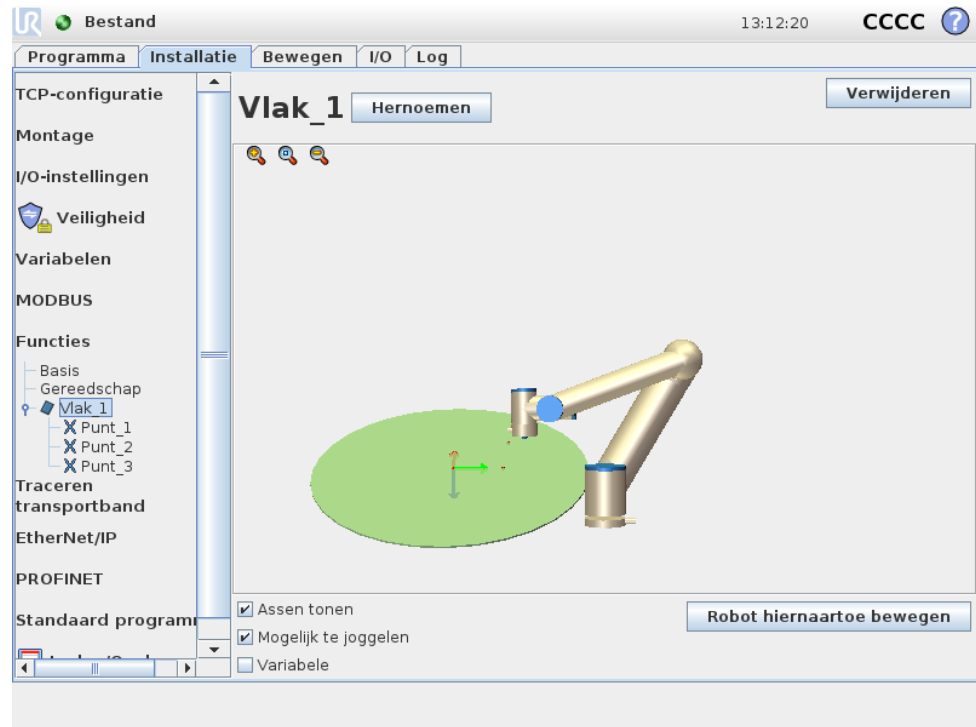 UR Bestand 13:12:20 CCCC ?
Programma Installatie Bewegen I/O Log
TCP-configuratie
Montage
I/O-instellingen
Veiligheid
Variabelen
MODBUS
Functies
Basis
Gereedschap
Vlak_1
Punt_1
Punt_2
Punt_3
Traceren
transportband
EtherNet/IP
PROFINET
Standaard program
Vlak_1 Hernoemen Verwijderen
Assen tonen
Mogelijk te joggelen
Variabele
Robot hiernaartoe bewegen